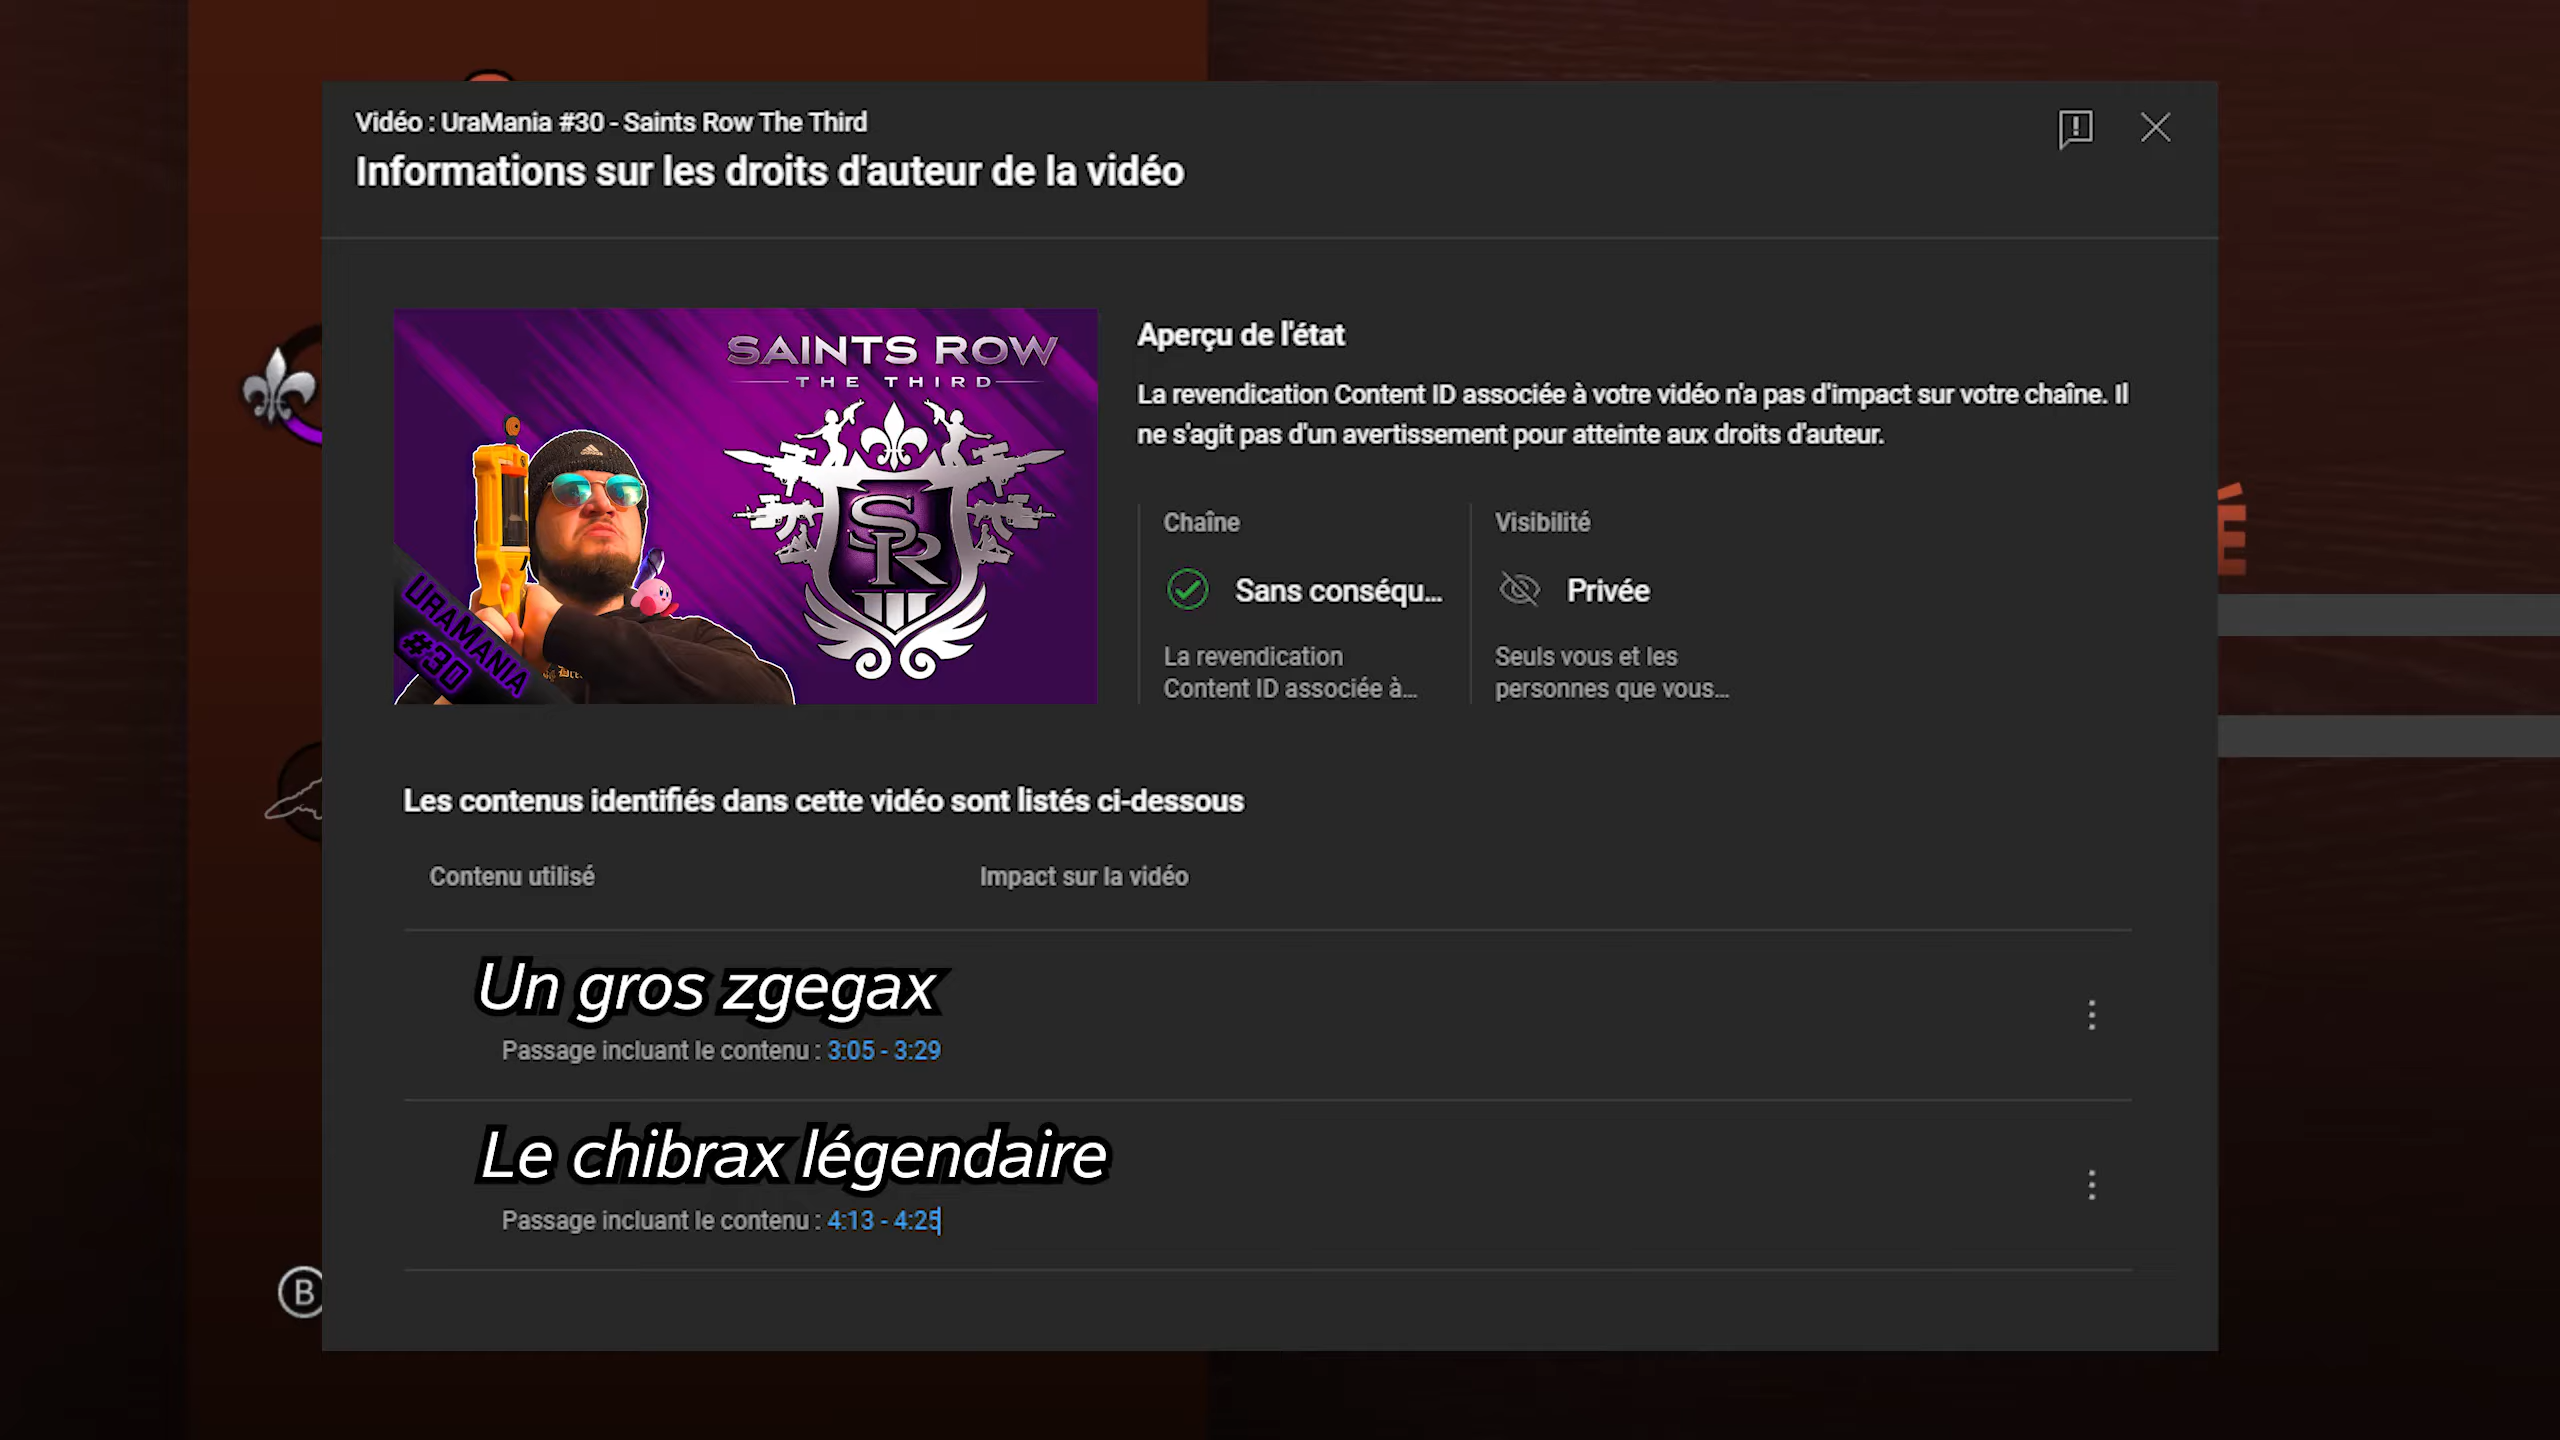 Vidéo : UraMania #30 - Saints Row The Third
Informations sur les droits d'auteur de la vidéo
SAINTS ROW
THE THIRD
SR
III
URAMANIA
#30
Aperçu de l'état
La revendication Content ID associée à votre vidéo n'a pas d'impact sur votre chaîne. Il
ne s'agit pas d'un avertissement pour atteinte aux droits d'auteur.
Chaîne
Sans conséqu...
La revendication
Content ID associée à...
Visibilité
Privée
Seuls vous et les
personnes que vous...
Les contenus identifiés dans cette vidéo sont listés ci-dessous
Contenu utilisé
Impact sur la vidéo
Un gros zgegax
Passage incluant le contenu : 3:05 - 3:29
Le chibrax légendaire
Passage incluant le contenu : 4:13 - 4:25
B